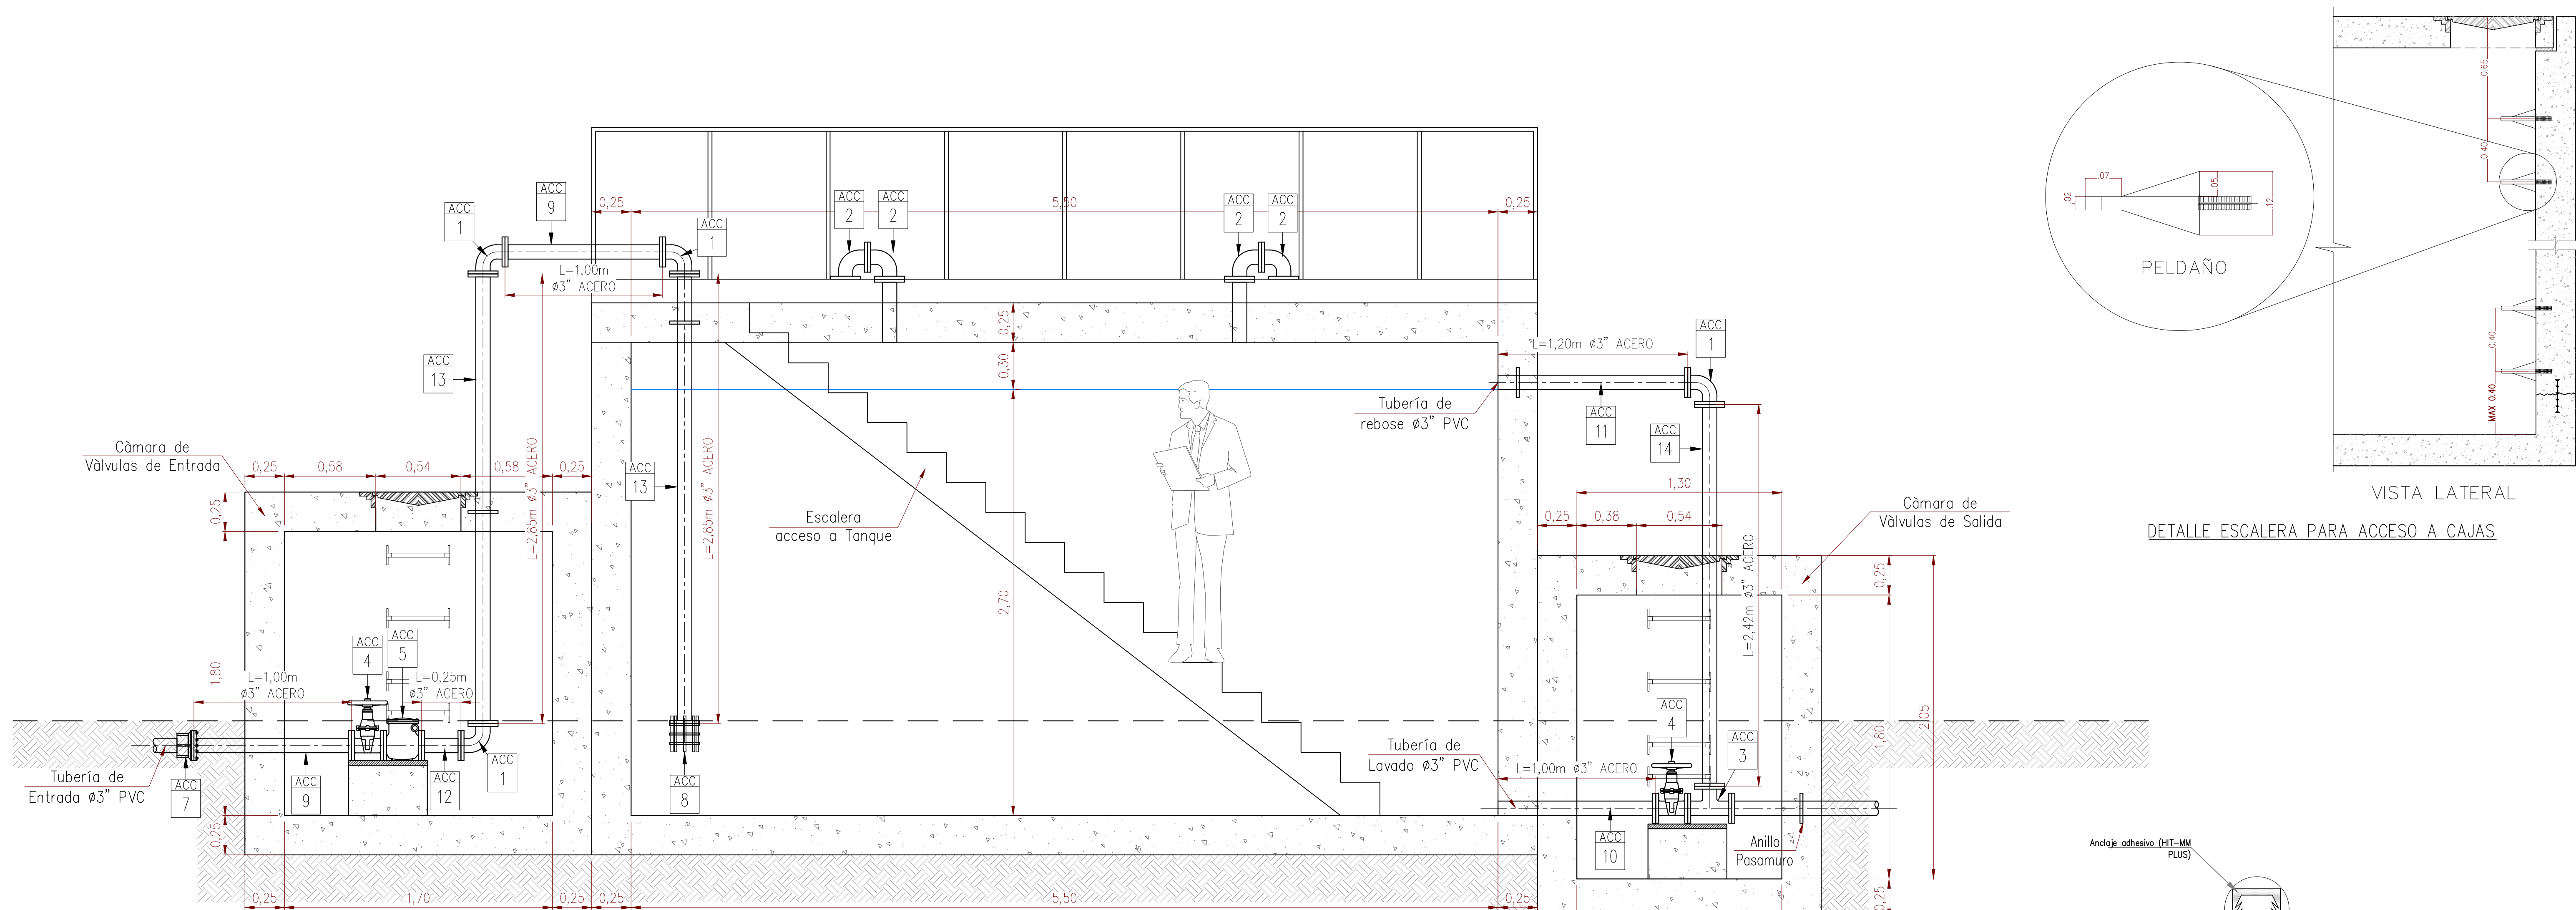 ACC
9
ACC
1
ACC
1
L=1,00m
ø3" ACERO
ACC
2
ACC
2
ACC
2
ACC
2
0,25
5,50
0,25
0,25
0,30
2,70
ACC
13
L=2,85m ø3" ACERO
ACC
13
L=2,85m ø3" ACERO
Càmara de
Vàlvulas de Entrada
0,25
0,58
0,54
0,58
0,25
0,25
1,80
0,25
L=1,00m
ø3" ACERO
ACC
4
ACC
5
L=0,25m
ø3" ACERO
Tubería de
Entrada ø3" PVC
ACC
7
ACC
9
ACC
12
ACC
1
ACC
8
Escalera
acceso a Tanque
0,25
1,70
0,25
0,25
5,50
0,25
L=1,20m ø3" ACERO
ACC
1
Tubería de
rebose ø3" PVC
ACC
11
ACC
14
L=2,42m ø3" ACERO
1,30
0,25
0,38
0,54
Càmara de
Vàlvulas de Salida
0,25
1,80
2,05
0,25
Tubería de
Lavado ø3" PVC
L=1,00m ø3" ACERO
ACC
4
ACC
3
ACC
10
Anillo
Pasamuro
.02
.07
.05
.12
PELDAÑO
0.65
0.40
0.40
MAX 0.40
VISTA LATERAL
DETALLE ESCALERA PARA ACCESO A CAJAS
Anclaje adhesivo (HIT-MM
PLUS)